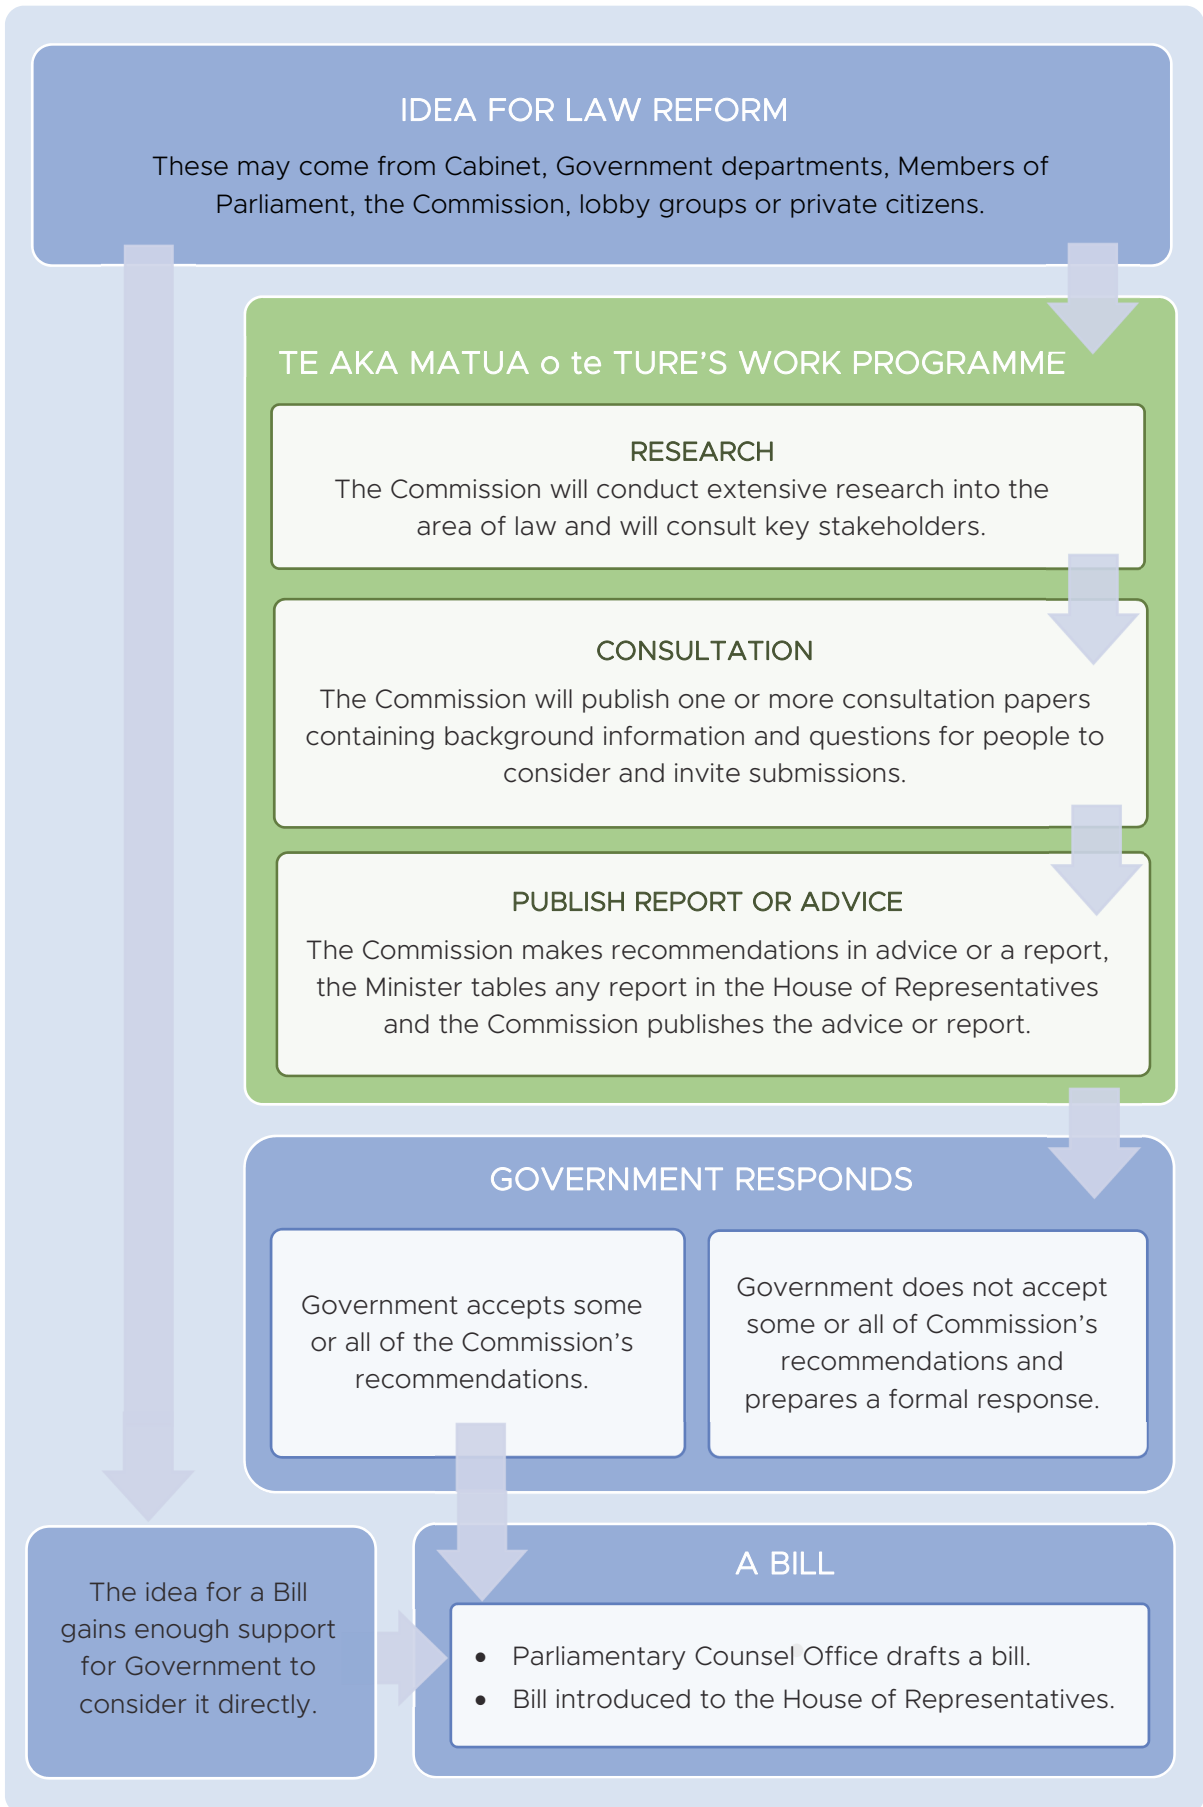 IDEA FOR LAW REFORM
These may come from Cabinet, Government departments, Members of
Parliament, the Commission, lobby groups or private citizens.
TE AKA MATUA o te TURE’S WORK PROGRAMME
RESEARCH
The Commission will conduct extensive research into the
area of law and will consult key stakeholders.
CONSULTATION
The Commission will publish one or more consultation papers
containing background information and questions for people to
consider and invite submissions.
PUBLISH REPORT OR ADVICE
The Commission makes recommendations in advice or a report,
the Minister tables any report in the House of Representatives
and the Commission publishes the advice or report.
GOVERNMENT RESPONDS
Government accepts some
or all of the Commission’s
recommendations.
Government does not accept
some or all of Commission’s
recommendations and
prepares a formal response.
The idea for a Bill
gains enough support
for Government to
consider it directly.
A BILL
• Parliamentary Counsel Office drafts a bill.
• Bill introduced to the House of Representatives.